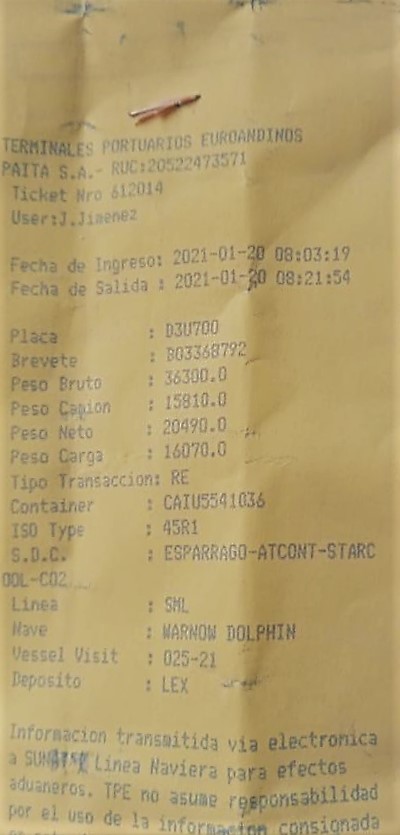 TERMINALES PORTUARIOS EUROANDINOS
PAITA S.A.- RUC:20522473571
Ticket Nro 612014
User:J.Jimenez
Fecha de Ingreso: 2021-01-20 08:03:19
Fecha de Salida : 2021-01-20 08:21:54
Placa : D3U700
Brevete : B03368792
Peso Bruto : 36300.0
Peso Camion : 15810.0
Peso Neto : 20490.0
Peso Carga : 16070.0
Tipo Transaccion: RE
Container : CAIU5541036
ISO Type : 45R1
S.D.C. : ESPARRAGO-ATCONT-STARC
OOL-CO2
Linea : SML
Nave : WARNOW DOLPHIN
Vessel Visit : 025-21
Deposito : LEX
Informacion transmitida via electronica
a Linea Naviera para efectos
aduaneros. TPE no asume responsabilidad
por el uso de la informacion consignada